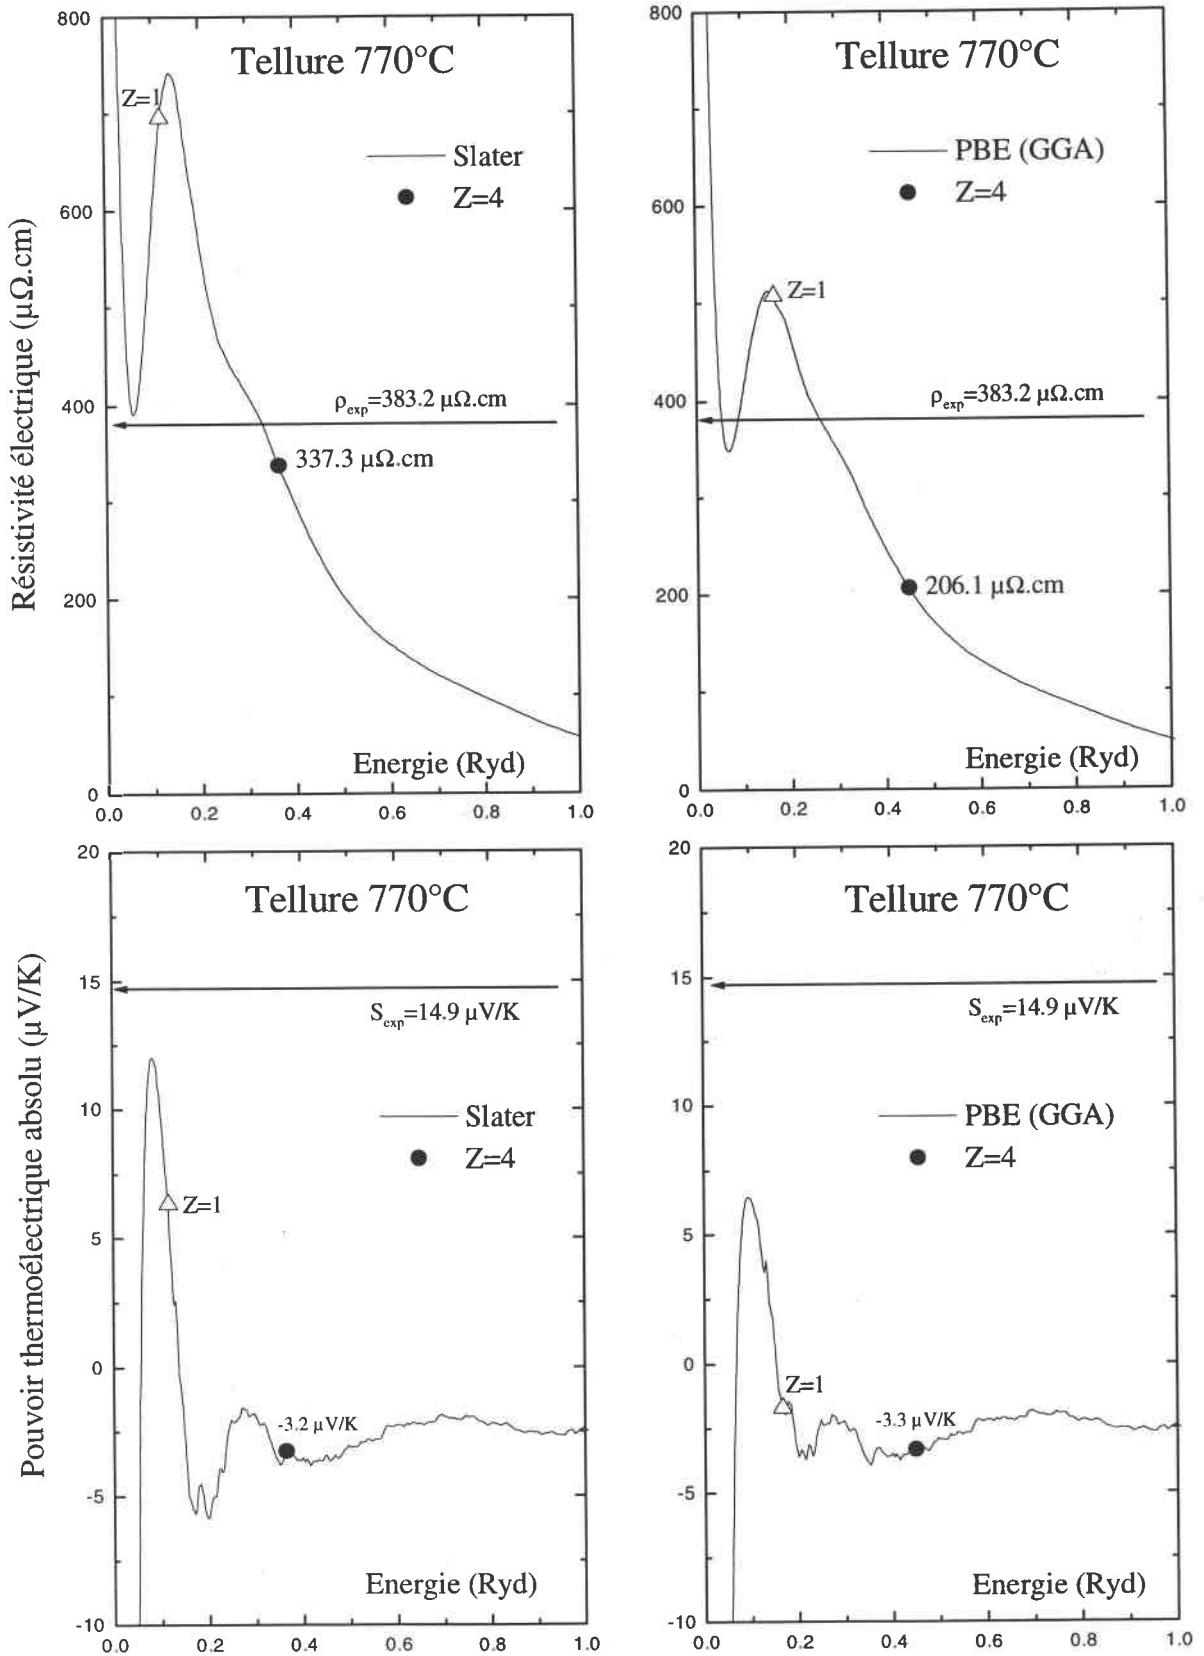 Résistivité électrique (µΩ.cm)
800
600
400
200
0
Tellure 770°C
Z=1
Slater
Z=4
ρexp=383.2 µΩ.cm
337.3 µΩ.cm
Energie (Ryd)
0.0 0.2 0.4 0.6 0.8 1.0
800
600
400
200
0
Tellure 770°C
PBE (GGA)
Z=4
Z=1
ρexp=383.2 µΩ.cm
206.1 µΩ.cm
Energie (Ryd)
0.0 0.2 0.4 0.6 0.8 1.0
Pouvoir thermoélectrique absolu (µV/K)
20
15
10
5
0
-5
-10
Tellure 770°C
Sexp=14.9 µV/K
Slater
Z=4
Z=1
-3.2 µV/K
Energie (Ryd)
0.0 0.2 0.4 0.6 0.8 1.0
20
15
10
5
0
-5
-10
Tellure 770°C
Sexp=14.9 µV/K
PBE (GGA)
Z=4
Z=1
-3.3 µV/K
Energie (Ryd)
0.0 0.2 0.4 0.6 0.8 1.0